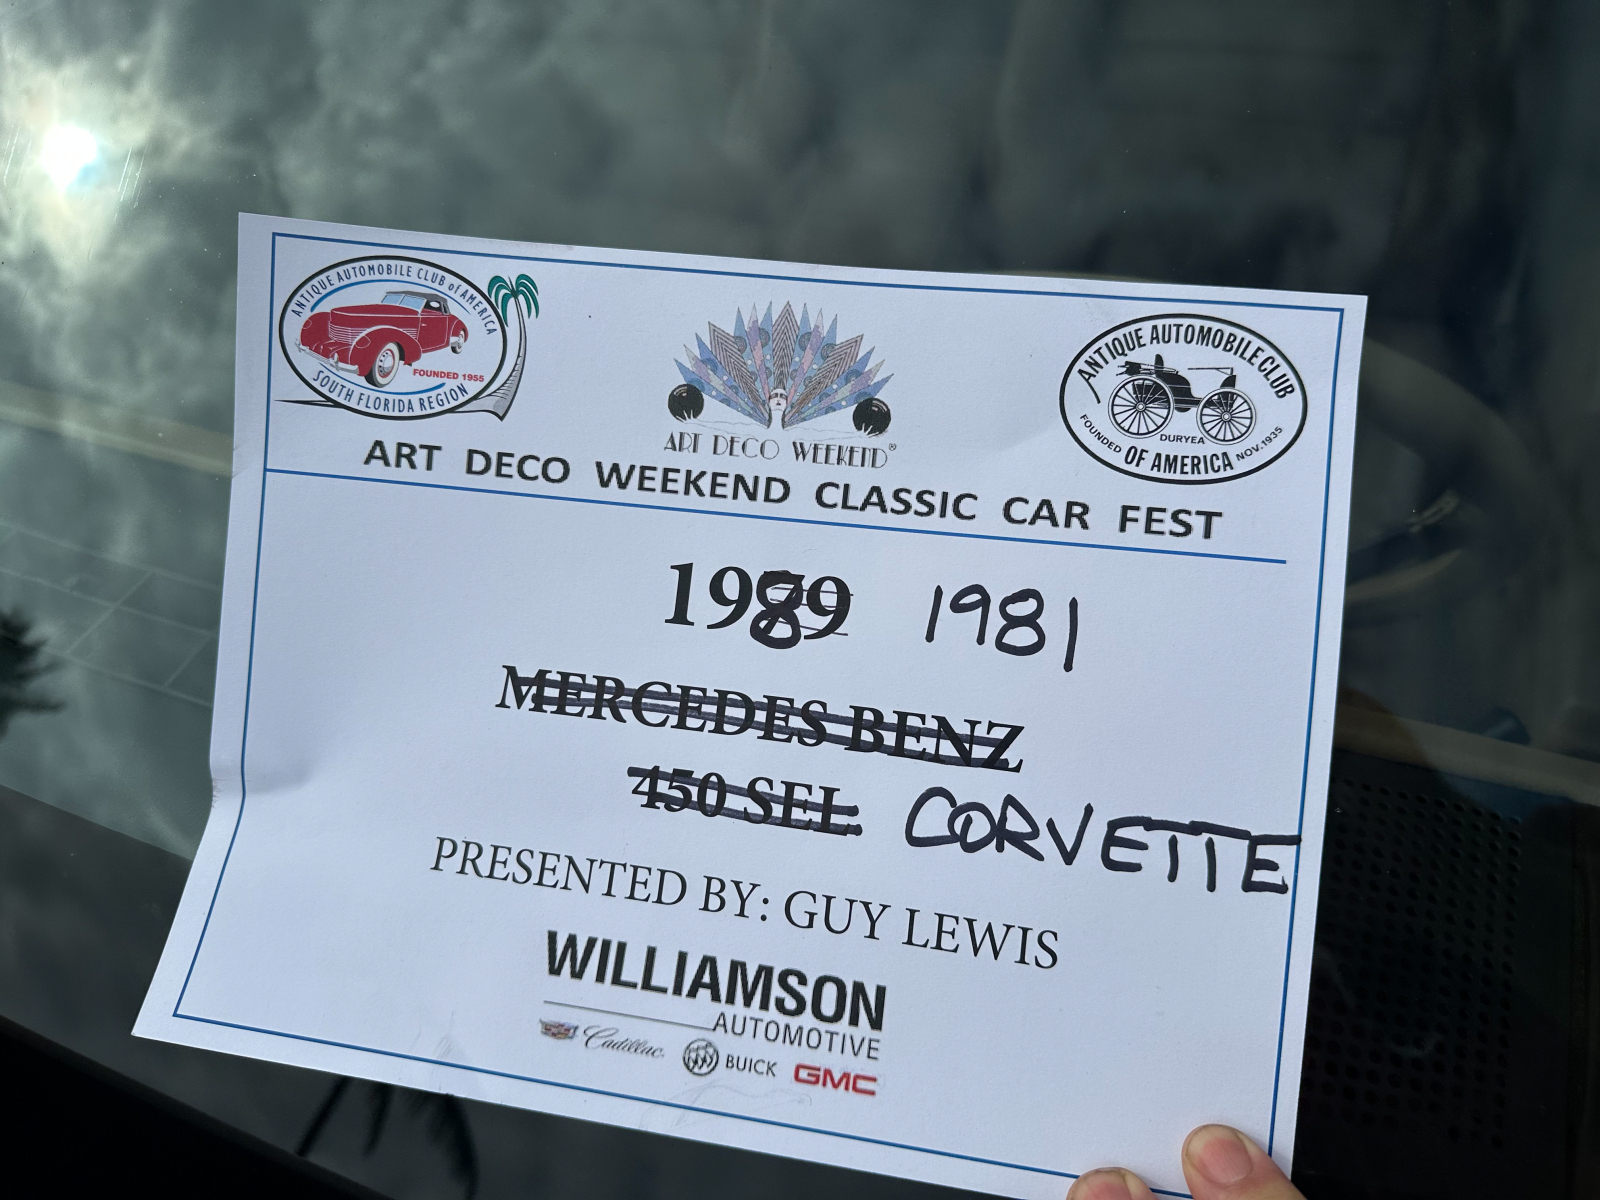 ANTIQUE AUTOMOBILE CLUB of AMERICA
FOUNDED 1955
SOUTH FLORIDA REGION
ART DECO WEEKEND®
ANTIQUE AUTOMOBILE CLUB
FOUNDED DURYEA NOV. 1935
OF AMERICA
ART DECO WEEKEND CLASSIC CAR FEST
1989 1981
MERCEDES BENZ
450 SEL CORVETTE
PRESENTED BY: GUY LEWIS
WILLIAMSON
AUTOMOTIVE
Cadillac BUICK GMC